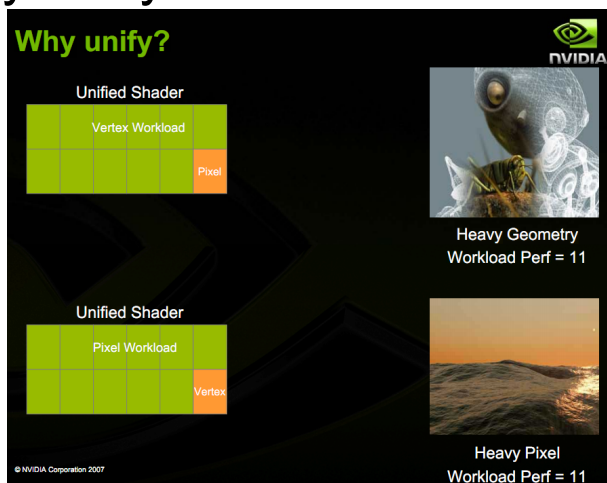 Why unify?
NVIDIA
Unified Shader
Vertex Workload
Pixel
Heavy Geometry
Workload Perf = 11
Unified Shader
Pixel Workload
Vertex
Heavy Pixel
Workload Perf = 11
© NVIDIA Corporation 2007